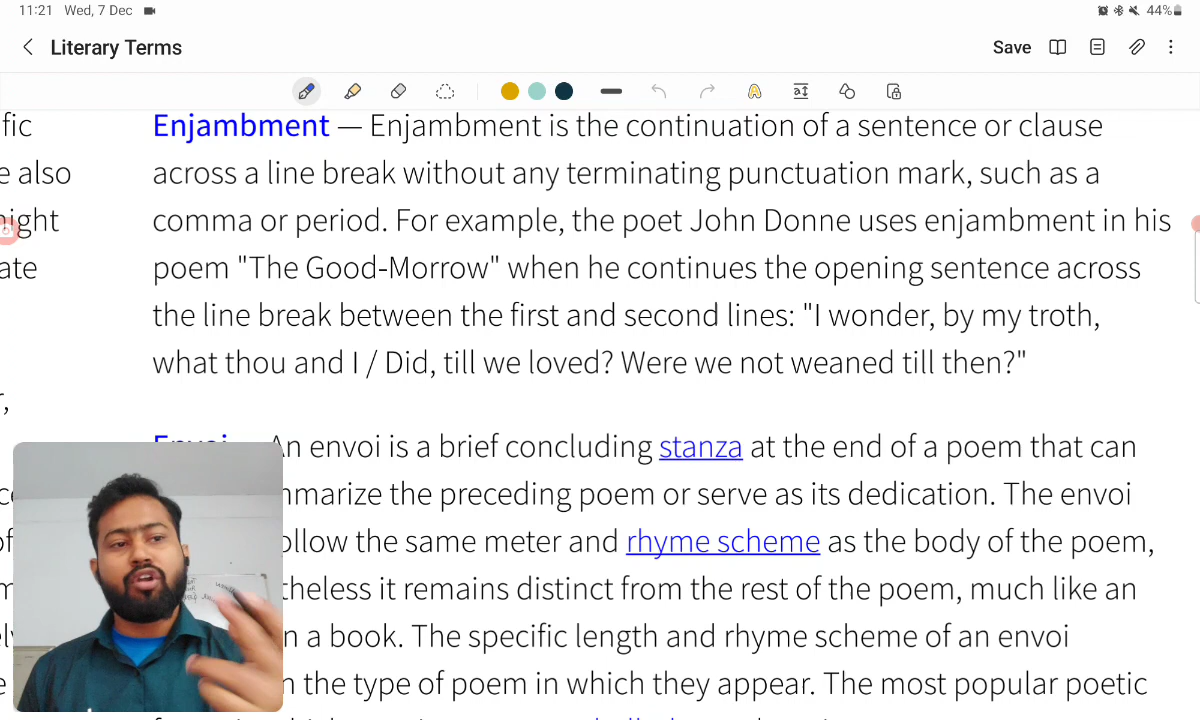 11:21 Wed, 7 Dec 44%
Literary Terms Save
fic
Enjambment — Enjambment is the continuation of a sentence or clause
e also across a line break without any terminating punctuation mark, such as a
might comma or period. For example, the poet John Donne uses enjambment in his
ate poem "The Good-Morrow" when he continues the opening sentence across
the line break between the first and second lines: "I wonder, by my troth,
what thou and I / Did, till we loved? Were we not weaned till then?"
Envoi An envoi is a brief concluding stanza at the end of a poem that can
mmarize the preceding poem or serve as its dedication. The envoi
ollow the same meter and rhyme scheme as the body of the poem,
theless it remains distinct from the rest of the poem, much like an
n a book. The specific length and rhyme scheme of an envoi
n the type of poem in which they appear. The most popular poetic